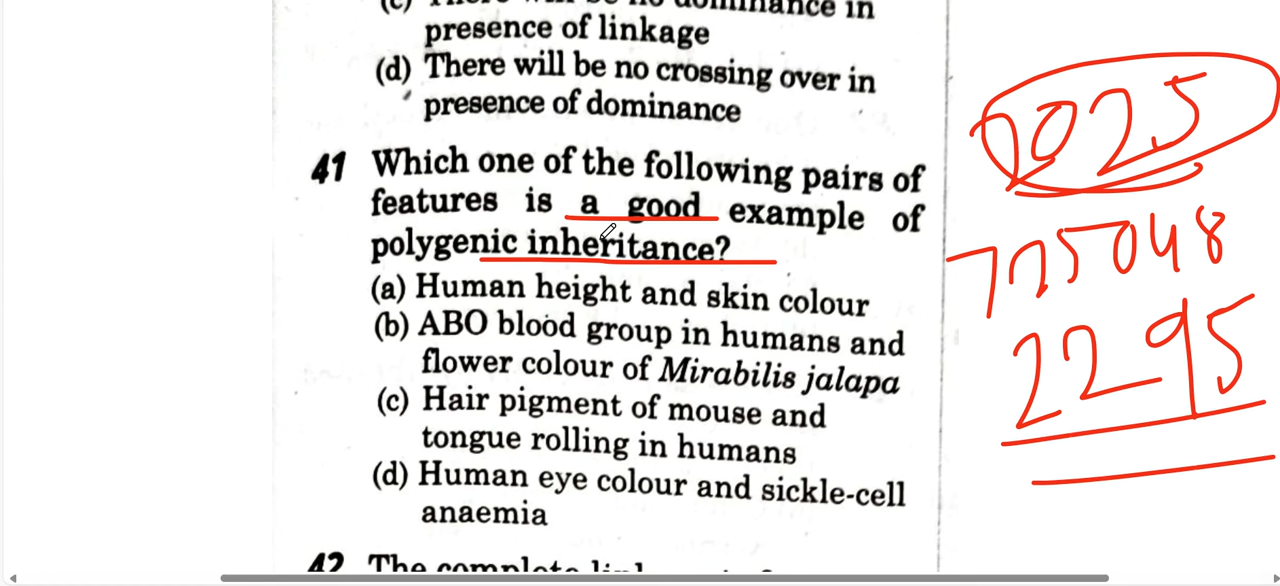 presence of linkage
(d) There will be no crossing over in
presence of dominance
41 Which one of the following pairs of
features is a good example of
polygenic inheritance?
(a) Human height and skin colour
(b) ABO blood group in humans and
flower colour of Mirabilis jalapa
(c) Hair pigment of mouse and
tongue rolling in humans
(d) Human eye colour and sickle-cell
anaemia
42 The
2025
2295